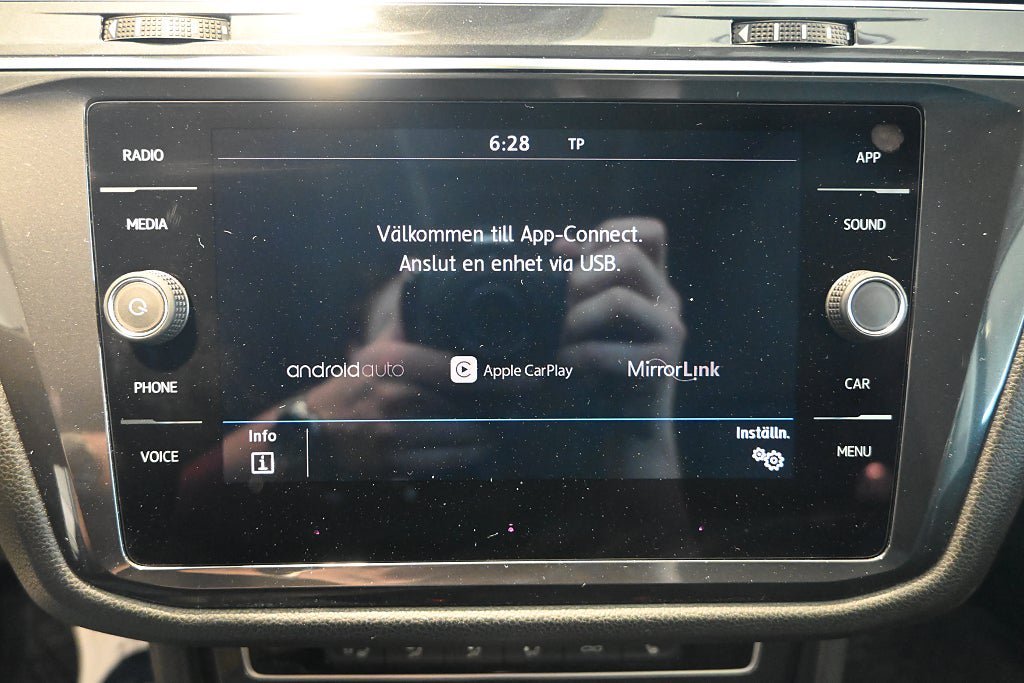 6:28 TP
RADIO
MEDIA
PHONE
VOICE
Välkommen till App-Connect.
Anslut en enhet via USB.
androidauto Apple CarPlay MirrorLink
Info
Inställn.
APP
SOUND
CAR
MENU